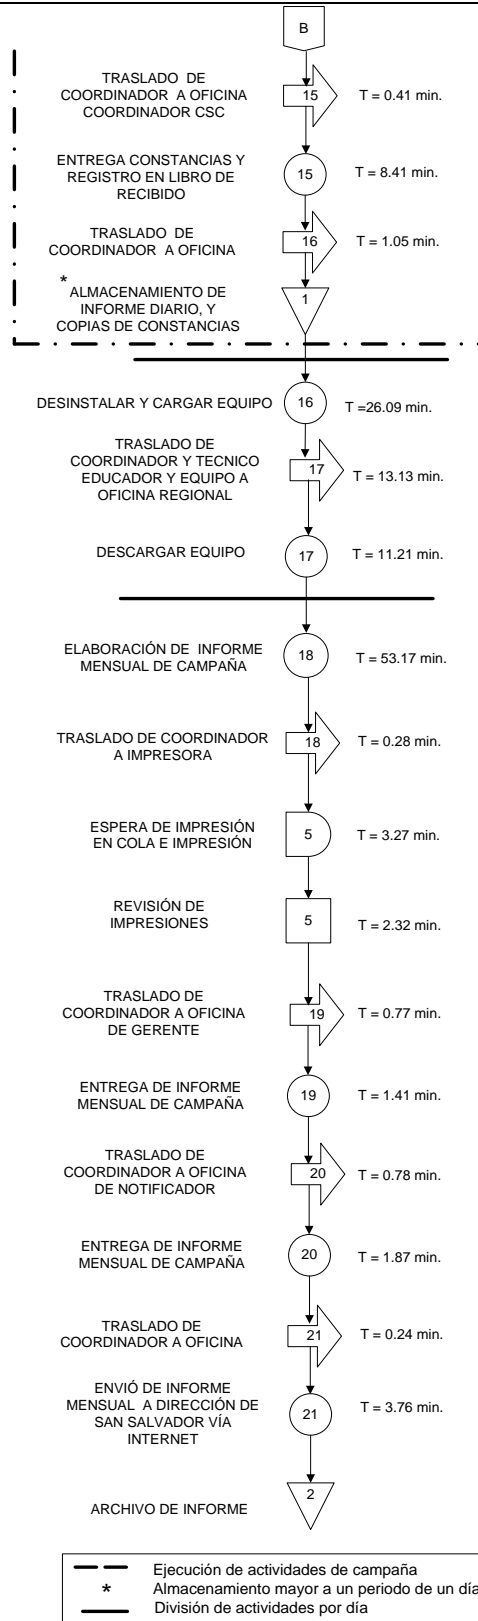 B
TRASLADO DE
COORDINADOR A OFICINA
COORDINADOR CSC
15
T = 0.41 min.
ENTREGA CONSTANCIAS Y
REGISTRO EN LIBRO DE
RECIBIDO
15
T = 8.41 min.
TRASLADO DE
COORDINADOR A OFICINA
16
T = 1.05 min.
*
ALMACENAMIENTO DE
INFORME DIARIO, Y
COPIAS DE CONSTANCIAS
1
DESINSTALAR Y CARGAR EQUIPO
16
T =26.09 min.
TRASLADO DE
COORDINADOR Y TECNICO
EDUCADOR Y EQUIPO A
OFICINA REGIONAL
17
T = 13.13 min.
DESCARGAR EQUIPO
17
T = 11.21 min.
ELABORACIÓN DE INFORME
MENSUAL DE CAMPAÑA
18
T = 53.17 min.
TRASLADO DE COORDINADOR
A IMPRESORA
18
T = 0.28 min.
ESPERA DE IMPRESIÓN
EN COLA E IMPRESIÓN
5
T = 3.27 min.
REVISIÓN DE
IMPRESIONES
5
T = 2.32 min.
TRASLADO DE
COORDINADOR A OFICINA
DE GERENTE
19
T = 0.77 min.
ENTREGA DE INFORME
MENSUAL DE CAMPAÑA
19
T = 1.41 min.
TRASLADO DE
COORDINADOR A OFICINA
DE NOTIFICADOR
20
T = 0.78 min.
ENTREGA DE INFORME
MENSUAL DE CAMPAÑA
20
T = 1.87 min.
TRASLADO DE
COORDINADOR A OFICINA
21
T = 0.24 min.
ENVIÓ DE INFORME
MENSUAL A DIRECCIÓN DE
SAN SALVADOR VÍA
INTERNET
21
T = 3.76 min.
ARCHIVO DE INFORME
2
Ejecución de actividades de campaña
* Almacenamiento mayor a un periodo de un día
División de actividades por día